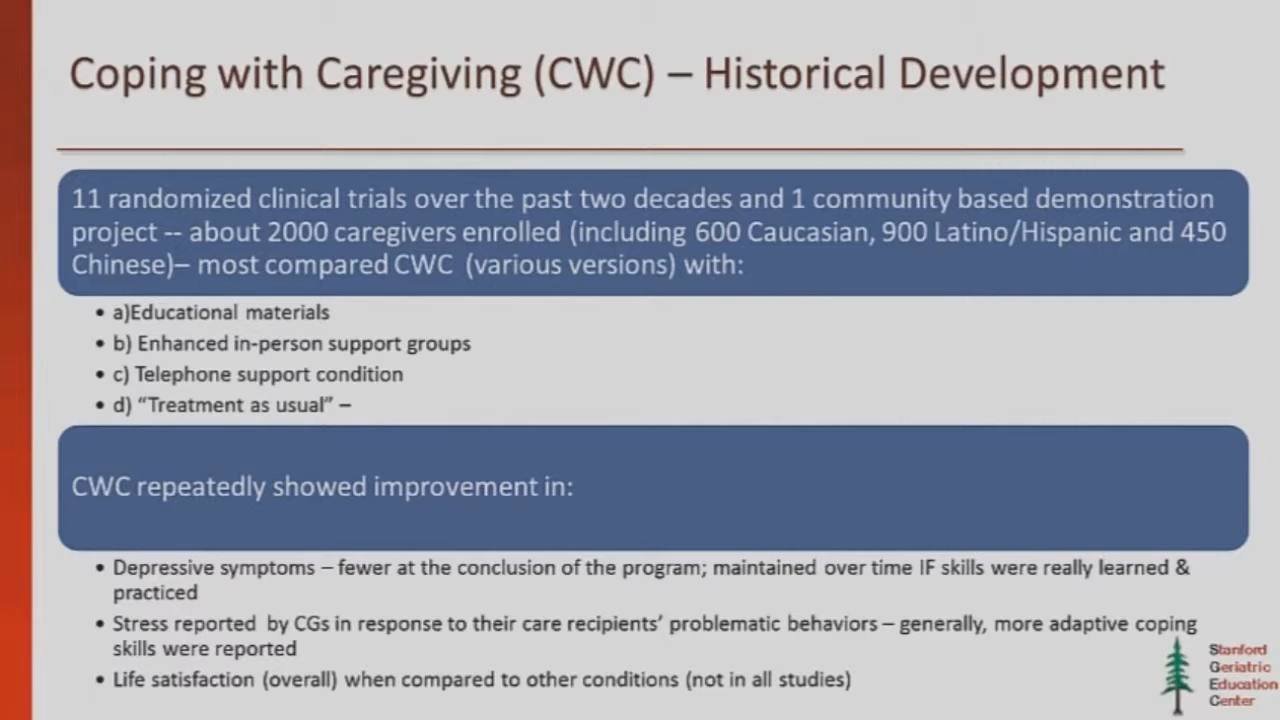 Coping with Caregiving (CWC) – Historical Development
11 randomized clinical trials over the past two decades and 1 community based demonstration
project -- about 2000 caregivers enrolled (including 600 Caucasian, 900 Latino/Hispanic and 450
Chinese)– most compared CWC (various versions) with:
• a)Educational materials
• b) Enhanced in-person support groups
• c) Telephone support condition
• d) “Treatment as usual” –
CWC repeatedly showed improvement in:
• Depressive symptoms – fewer at the conclusion of the program; maintained over time IF skills were really learned &
practiced
• Stress reported by CGs in response to their care recipients’ problematic behaviors – generally, more adaptive coping
skills were reported
• Life satisfaction (overall) when compared to other conditions (not in all studies)
Stanford
Geriatric
Education
Center